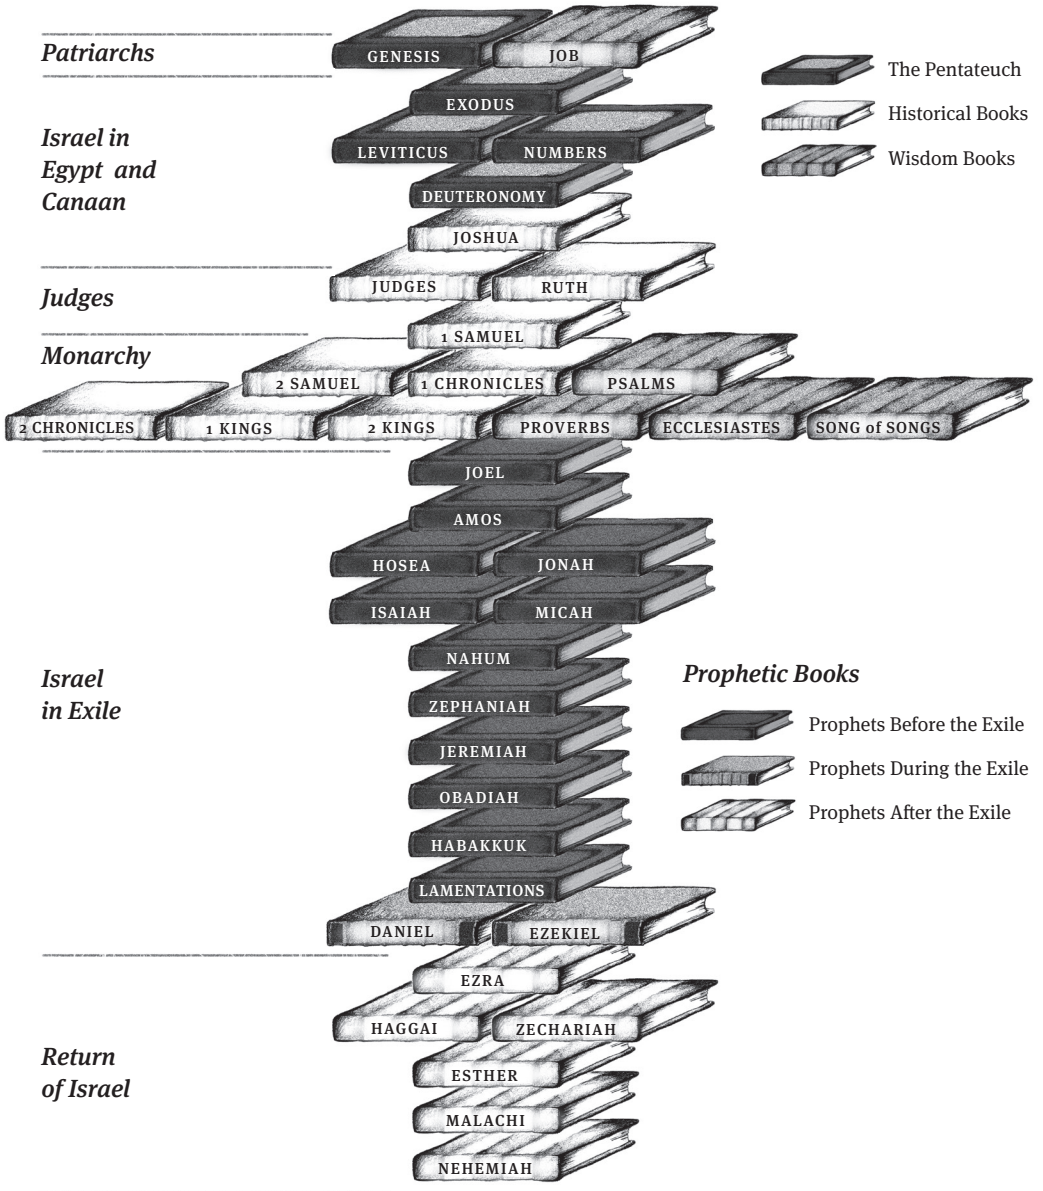 Patriarchs
GENESIS
JOB
The Pentateuch
EXODUS
Historical Books
Israel in
Egypt and
Canaan
LEVITICUS
NUMBERS
Wisdom Books
DEUTERONOMY
JOSHUA
Judges
JUDGES
RUTH
1 SAMUEL
Monarchy
2 SAMUEL
1 CHRONICLES
PSALMS
2 CHRONICLES
1 KINGS
2 KINGS
PROVERBS
ECCLESIASTES
SONG of SONGS
JOEL
AMOS
HOSEA
JONAH
ISAIAH
MICAH
NAHUM
Israel
in Exile
ZEPHANIAH
JEREMIAH
OBADIAH
HABAKKUK
LAMENTATIONS
Prophetic Books
Prophets Before the Exile
Prophets During the Exile
Prophets After the Exile
DANIEL
EZEKIEL
EZRA
HAGGAI
ZECHARIAH
Return
of Israel
ESTHER
MALACHI
NEHEMIAH